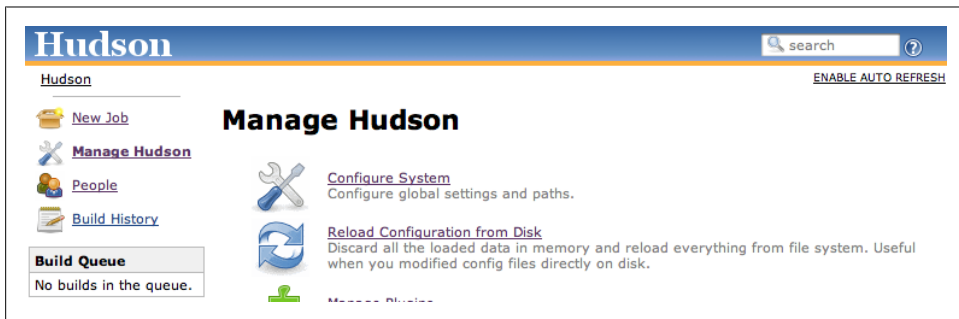 Hudson
search
Hudson
ENABLE AUTO REFRESH
New Job
Manage Hudson
People
Build History
Build Queue
No builds in the queue.
Manage Hudson
Configure System
Configure global settings and paths.
Reload Configuration from Disk
Discard all the loaded data in memory and reload everything from file system. Useful
when you modified config files directly on disk.
Manage Plugins